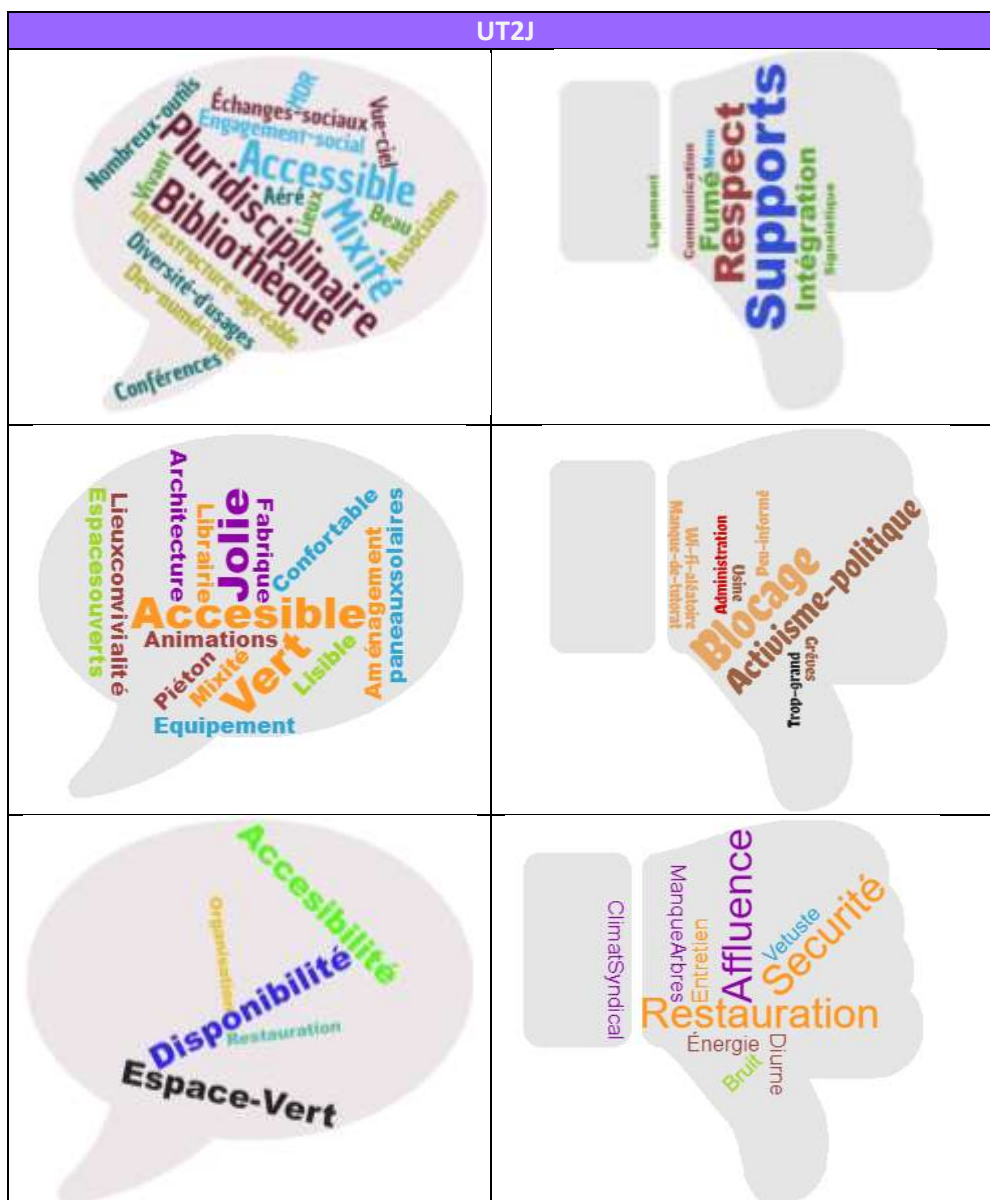 UT2J
MDR
Nombreux-outils
Échanges-sociaux
Vue-ciel
Engagement-social
Pluridisciplinaire
Accessible
Aéré
Lieux
Mixité
Beau
Association
Vivant
Bibliothèque
Infrastructure-agréable
Diversité-d'usages
Dev-numérique
Conférences
Logement
Communication
Fumé
Menu
Respect
Supports
Intégration
Signalétique
Espacesouverts
Lieuxconvivialité
Architecture
Librairie
Jolie
Fabrique
Confortable
Aménagement
paneauxsolaires
Accesible
Animations
Piéton
Mixité
Vert
Lisible
Equipement
Manque-de-tutorat
Wi-fi-aléatoire
Administration
Usine
Peu-informé
Blocage
Activisme-politique
Trop-grand
Grèves
Accesibilité
Organisation
Disponibilité
Restauration
Espace-Vert
ClimatSyndical
ManqueArbres
Entretien
Affluence
Vetuste
Securité
Restauration
Énergie
Diurne
Bruit